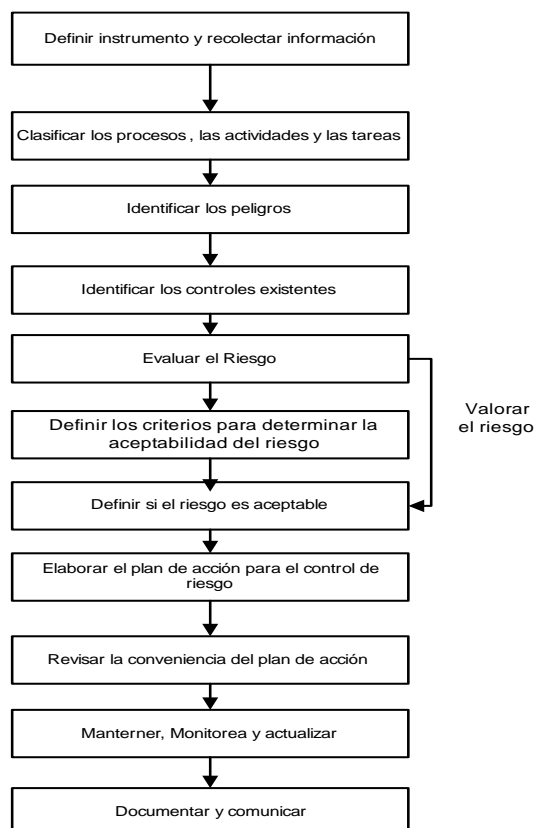 Definir instrumento y recolectar información
Clasificar los procesos , las actividades y las tareas
Identificar los peligros
Identificar los controles existentes
Evaluar el Riesgo
Valorar
el riesgo
Definir los criterios para determinar la
aceptabilidad del riesgo
Definir si el riesgo es aceptable
Elaborar el plan de acción para el control de
riesgo
Revisar la conveniencia del plan de acción
Manterner, Monitorea y actualizar
Documentar y comunicar